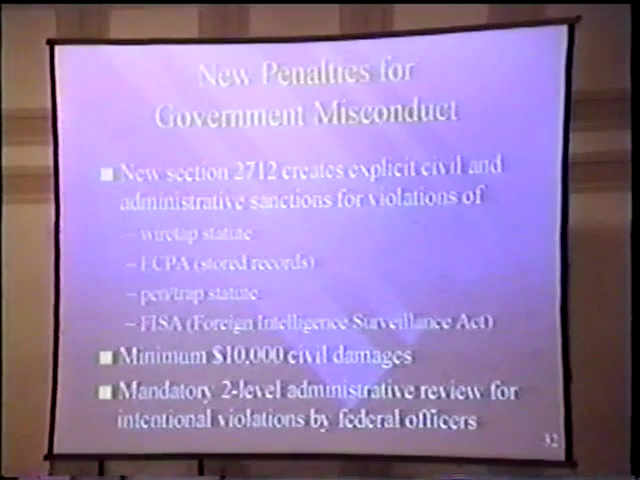 New Penalties for
Government Misconduct
New section 2712 creates explicit civil and
administrative sanctions for violations of
– wiretap statute
– ECPA (stored records)
– pen/trap statute
– FISA (Foreign Intelligence Surveillance Act)
Minimum $10,000 civil damages
Mandatory 2-level administrative review for
intentional violations by federal officers
32